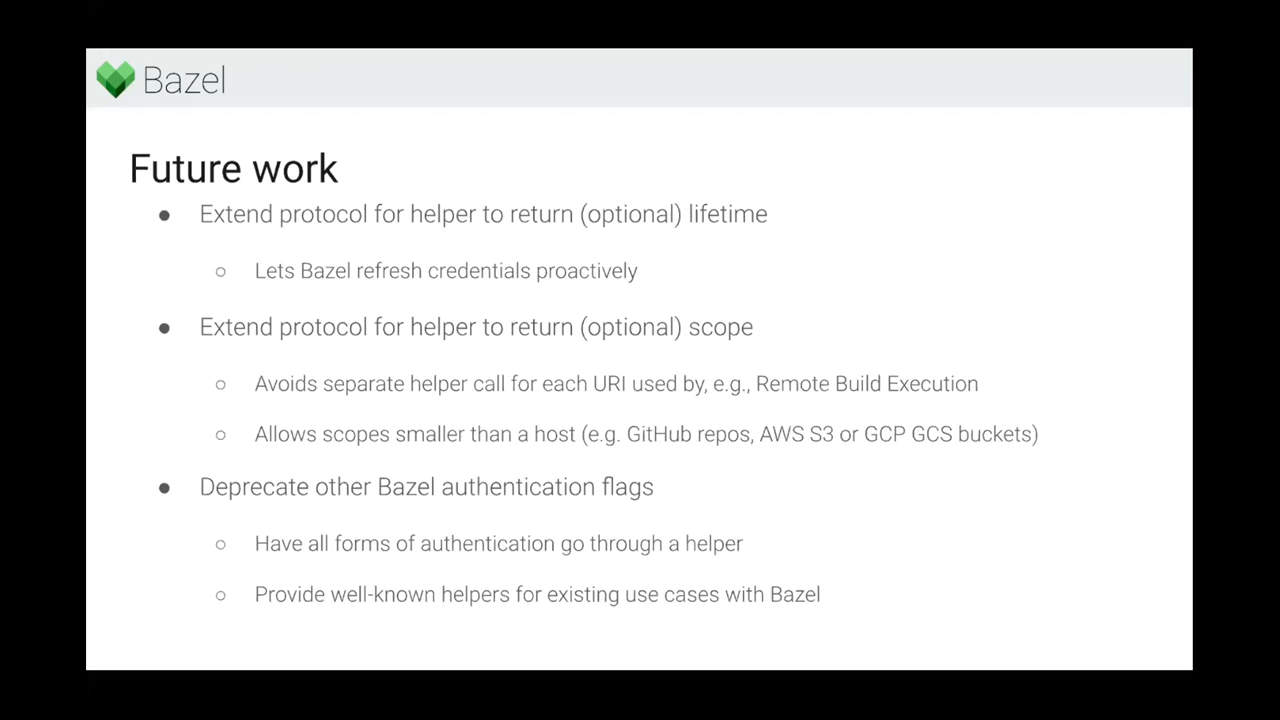 Bazel
Future work
● Extend protocol for helper to return (optional) lifetime
○ Lets Bazel refresh credentials proactively
● Extend protocol for helper to return (optional) scope
○ Avoids separate helper call for each URI used by, e.g., Remote Build Execution
○ Allows scopes smaller than a host (e.g. GitHub repos, AWS S3 or GCP GCS buckets)
● Deprecate other Bazel authentication flags
○ Have all forms of authentication go through a helper
○ Provide well-known helpers for existing use cases with Bazel